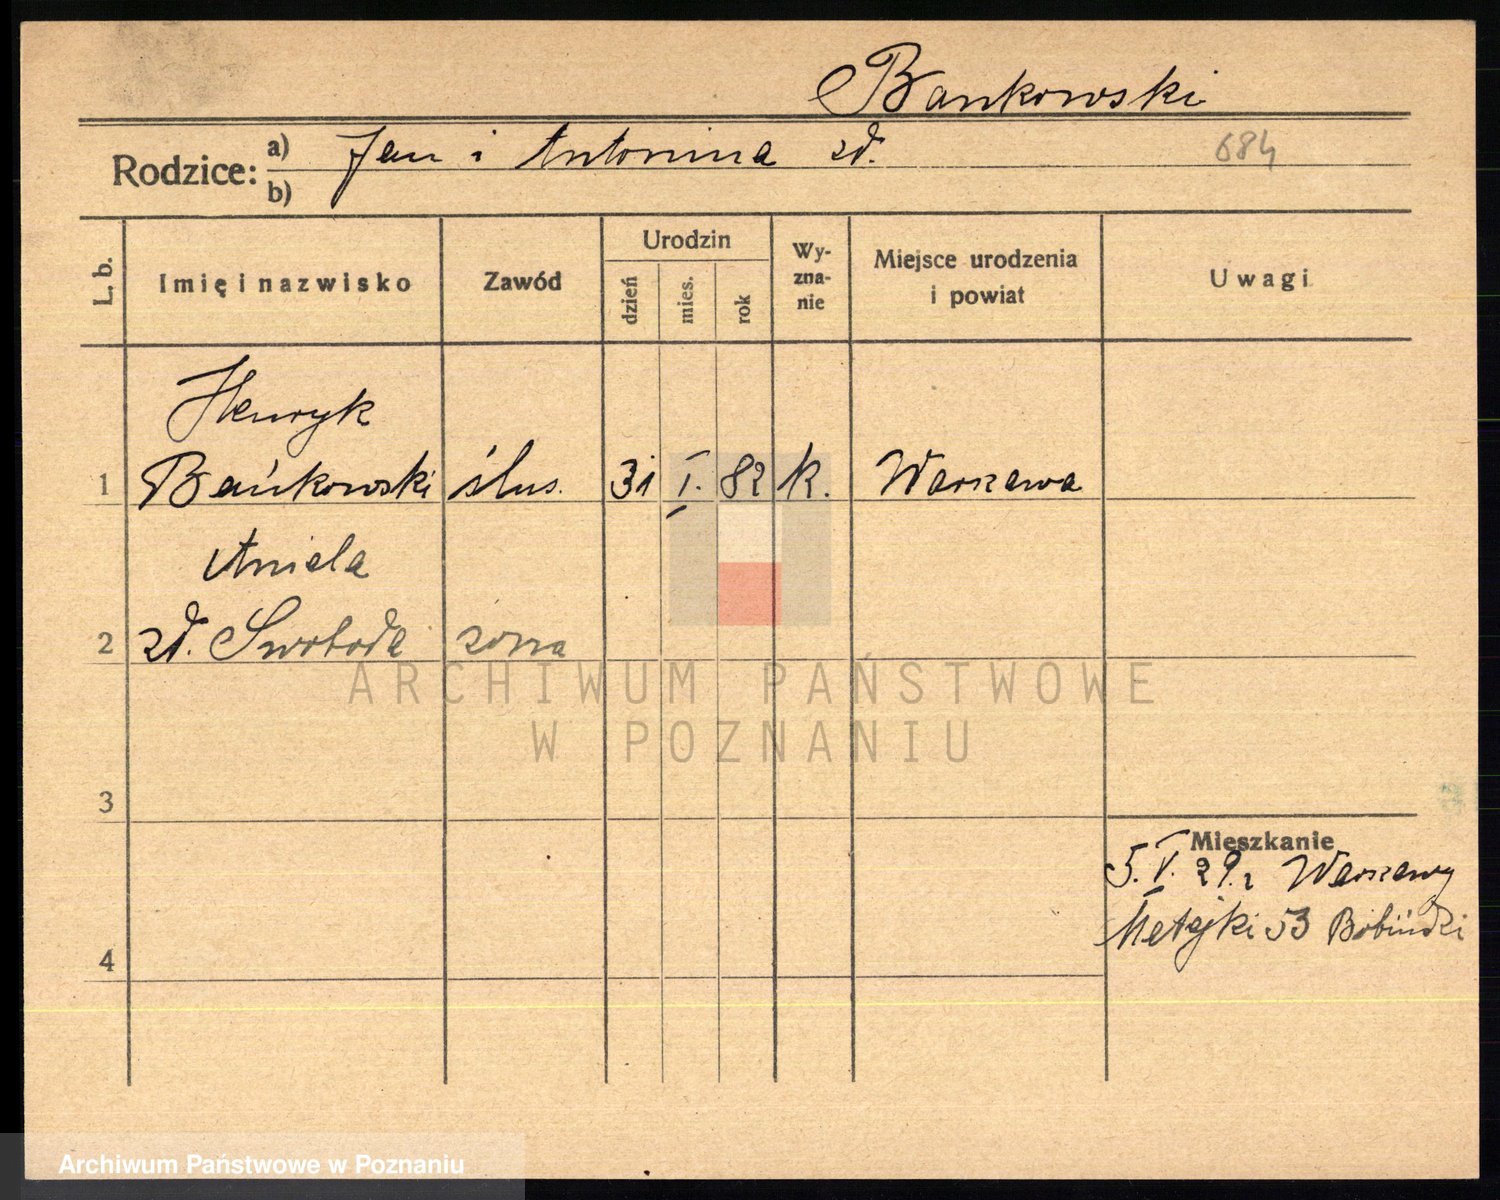 Bankowski
Rodzice: a) Jan i Antonina zd. 684
b)
L. b. Imię i nazwisko Zawód Urodzin dzień mies. rok Wy-zna-nie Miejsce urodzenia i powiat Uwagi
Henryk
1 Bańkowski ślus. 31 I. 82 k. Warszawa
Aniela
2 zd. Swoboda żona
3
Mieszkanie
5. V. 29. z Warszawy
Matejki 53
4
ARCHIWUM PAŃSTWOWE
W POZNANIU
Archiwum Państwowe w Poznaniu